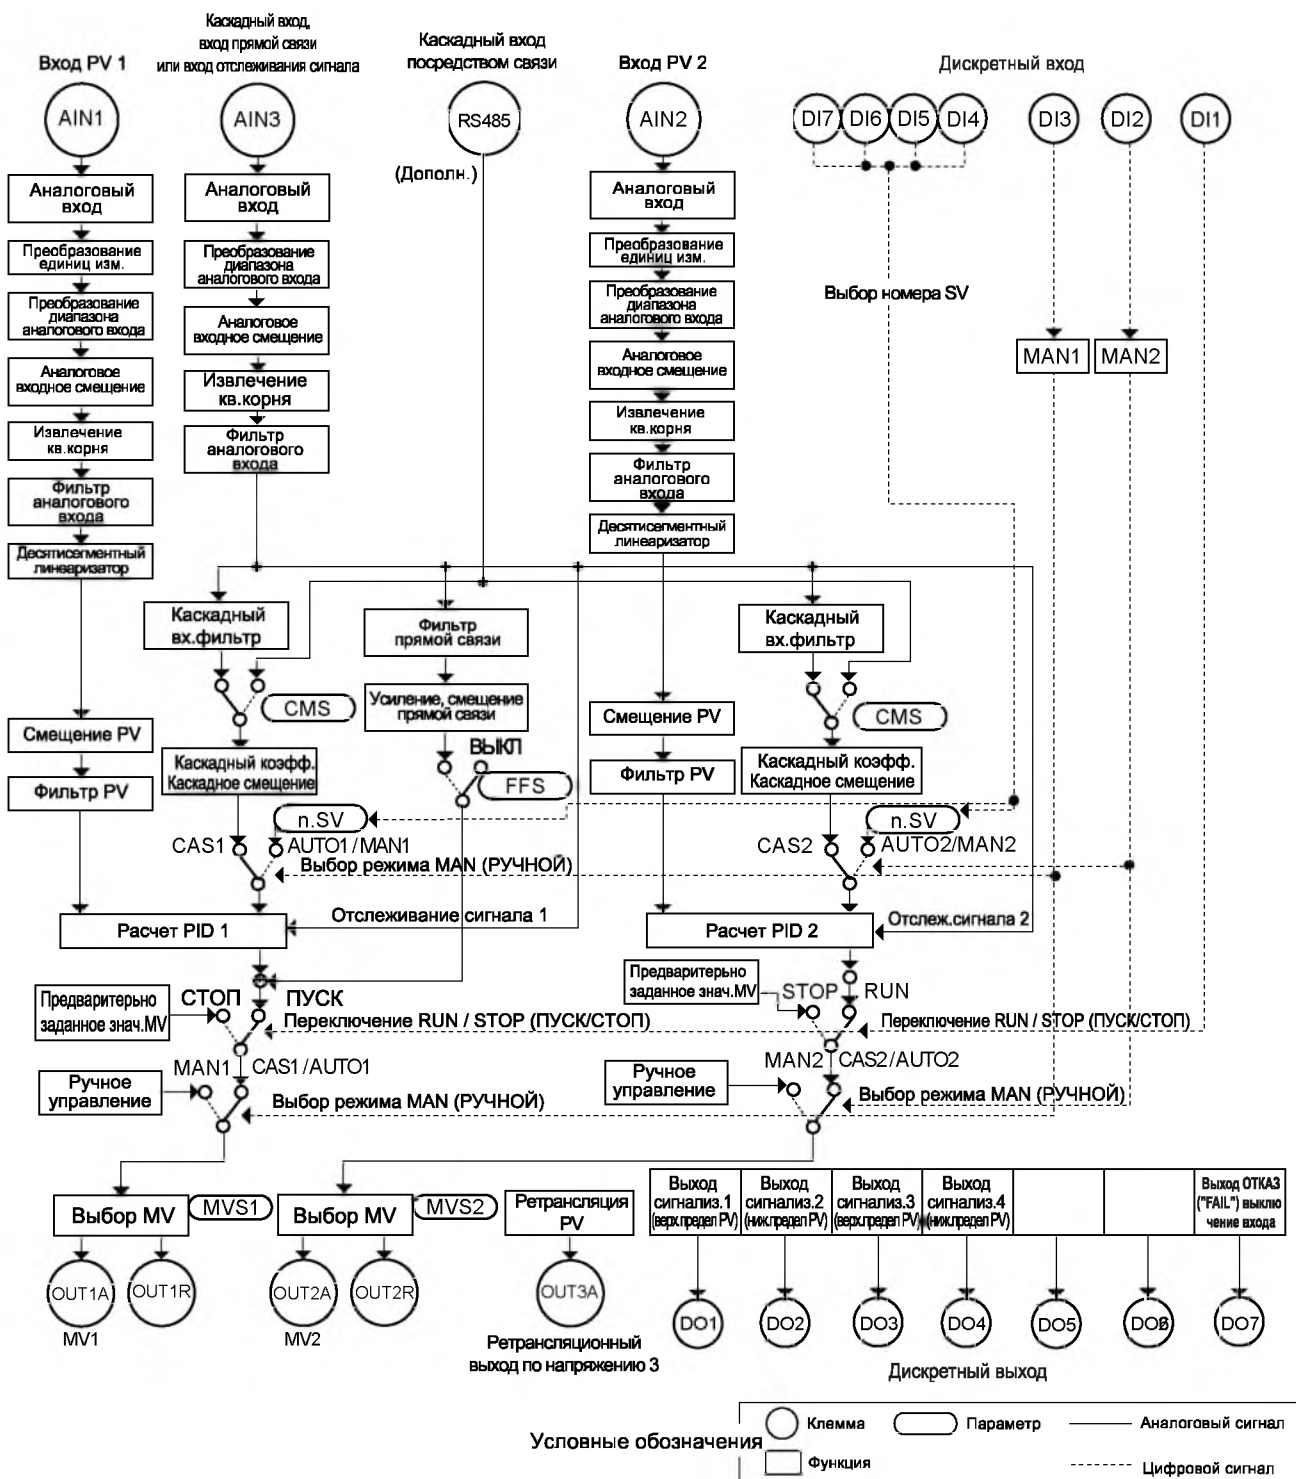 Каскадный вход,
вход прямой связи
или вход отслеживания сигнала
Каскадный вход
посредством связи
Вход PV 1
Вход PV 2
Дискретный вход
AIN1
AIN3
RS485
AIN2
DI7
DI6
DI5
DI4
DI3
DI2
DI1
(Дополн.)
Аналоговый
вход
Аналоговый
вход
Аналоговый
вход
Преобразование
единиц изм.
Преобразование
диапазона
аналогового входа
Преобразование
единиц изм.
Преобразование
диапазона
аналогового входа
Аналоговое
входное смещение
Преобразование
диапазона
аналогового входа
Аналоговое
входное смещение
Выбор номера SV
MAN1
MAN2
Аналоговое
входное смещение
Извлечение
кв.корня
Извлечение
кв.корня
Извлечение
кв.корня
Фильтр
аналогового
входа
Фильтр
аналогового
входа
Фильтр
аналогового
входа
Десятисегментный
линеаризатор
Десятисегментный
линеаризатор
Каскадный
вх.фильтр
Фильтр
прямой связи
Каскадный
вх.фильтр
CMS
Усиление, смещение
прямой связи
CMS
Смещение PV
Смещение PV
Каскадный коэфф.
Каскадное смещение
ВЫКЛ
FFS
Каскадный коэфф.
Каскадное смещение
Фильтр PV
Фильтр PV
n.SV
n.SV
CAS1
AUTO1/MAN1
CAS2
AUTO2/MAN2
Выбор режима MAN (РУЧНОЙ)
Отслеживание сигнала 1
Отслеж.сигнала 2
Расчет PID 1
Расчет PID 2
Предваритерьно
заданное знач.MV
СТОП
ПУСК
Предваритерьно
заданное знач.MV
STOP
RUN
Переключение RUN / STOP (ПУСК/СТОП)
Переключение RUN / STOP (ПУСК/СТОП)
MAN1
CAS1/AUTO1
MAN2
CAS2/AUTO2
Ручное
управление
Ручное
управление
Выбор режима MAN (РУЧНОЙ)
Выбор режима MAN (РУЧНОЙ)
Выбор MV
MVS1
Выбор MV
MVS2
Ретрансляция
PV
Выход
сигнализ.1
(верх.предел PV)
Выход
сигнализ.2
(ниж.предел PV)
Выход
сигнализ.3
(верх.предел PV)
Выход
сигнализ.4
(ниж.предел PV)
Выход ОТКАЗ
("FAIL") выклю
чение входа
OUT1A
OUT1R
OUT2A
OUT2R
OUT3A
DO1
DO2
DO3
DO4
DO5
DO6
DO7
MV1
MV2
Ретрансляционный
выход по напряжению 3
Дискретный выход
Условные обозначения
Клемма
Параметр
Аналоговый сигнал
Функция
Цифровой сигнал